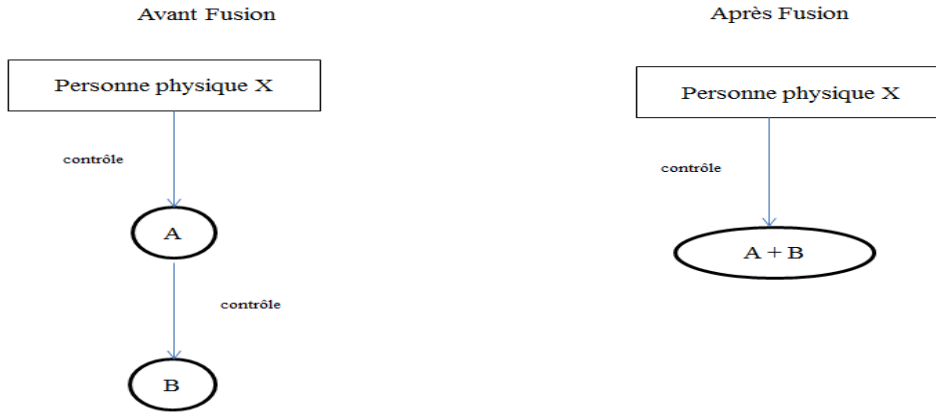 Avant Fusion
Personne physique X
contrôle
A
contrôle
B
Après Fusion
Personne physique X
contrôle
A + B